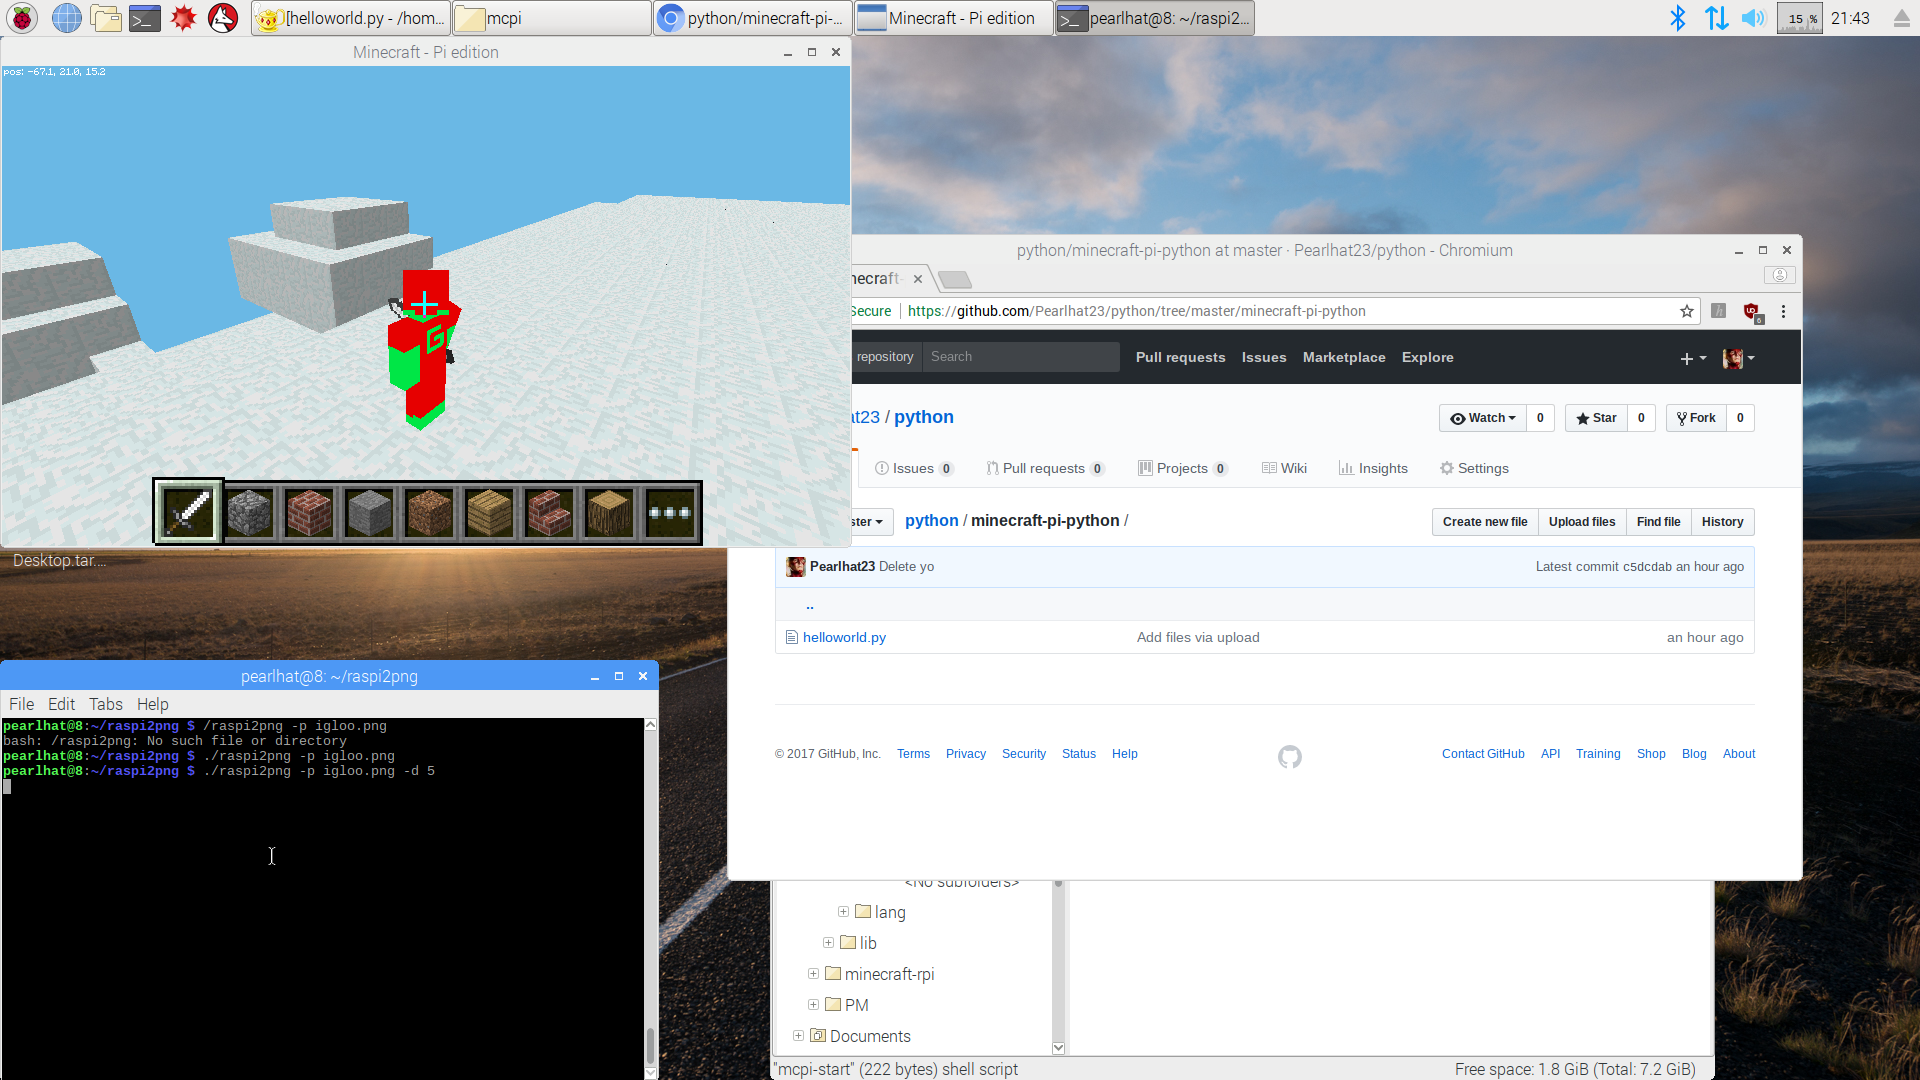 [helloworld.py - /hom...
mcpi
python/minecraft-pi-...
Minecraft - Pi edition
pearlhat@8: ~/raspi2...
15 %
21:43
Minecraft - Pi edition
pos: -67.1, 21.0, 15.2
G
python/minecraft-pi-python at master · Pearlhat23/python - Chromium
necraft-
Secure
https://github.com/Pearlhat23/python/tree/master/minecraft-pi-python
6
repository
Search
Pull requests
Issues
Marketplace
Explore
at23 / python
Watch 0
Star 0
Fork 0
Issues 0
Pull requests 0
Projects 0
Wiki
Insights
Settings
ster
python / minecraft-pi-python /
Create new file
Upload files
Find file
History
Pearlhat23 Delete yo
Latest commit c5dcdab an hour ago
..
helloworld.py
Add files via upload
an hour ago
© 2017 GitHub, Inc.
Terms
Privacy
Security
Status
Help
Contact GitHub
API
Training
Shop
Blog
About
Desktop.tar....
pearlhat@8: ~/raspi2png
File
Edit
Tabs
Help
pearlhat@8:~/raspi2png $ /raspi2png -p igloo.png
bash: /raspi2png: No such file or directory
pearlhat@8:~/raspi2png $ ./raspi2png -p igloo.png
pearlhat@8:~/raspi2png $ ./raspi2png -p igloo.png -d 5
<No subfolders>
lang
lib
minecraft-rpi
PM
Documents
"mcpi-start" (222 bytes) shell script
Free space: 1.8 GiB (Total: 7.2 GiB)